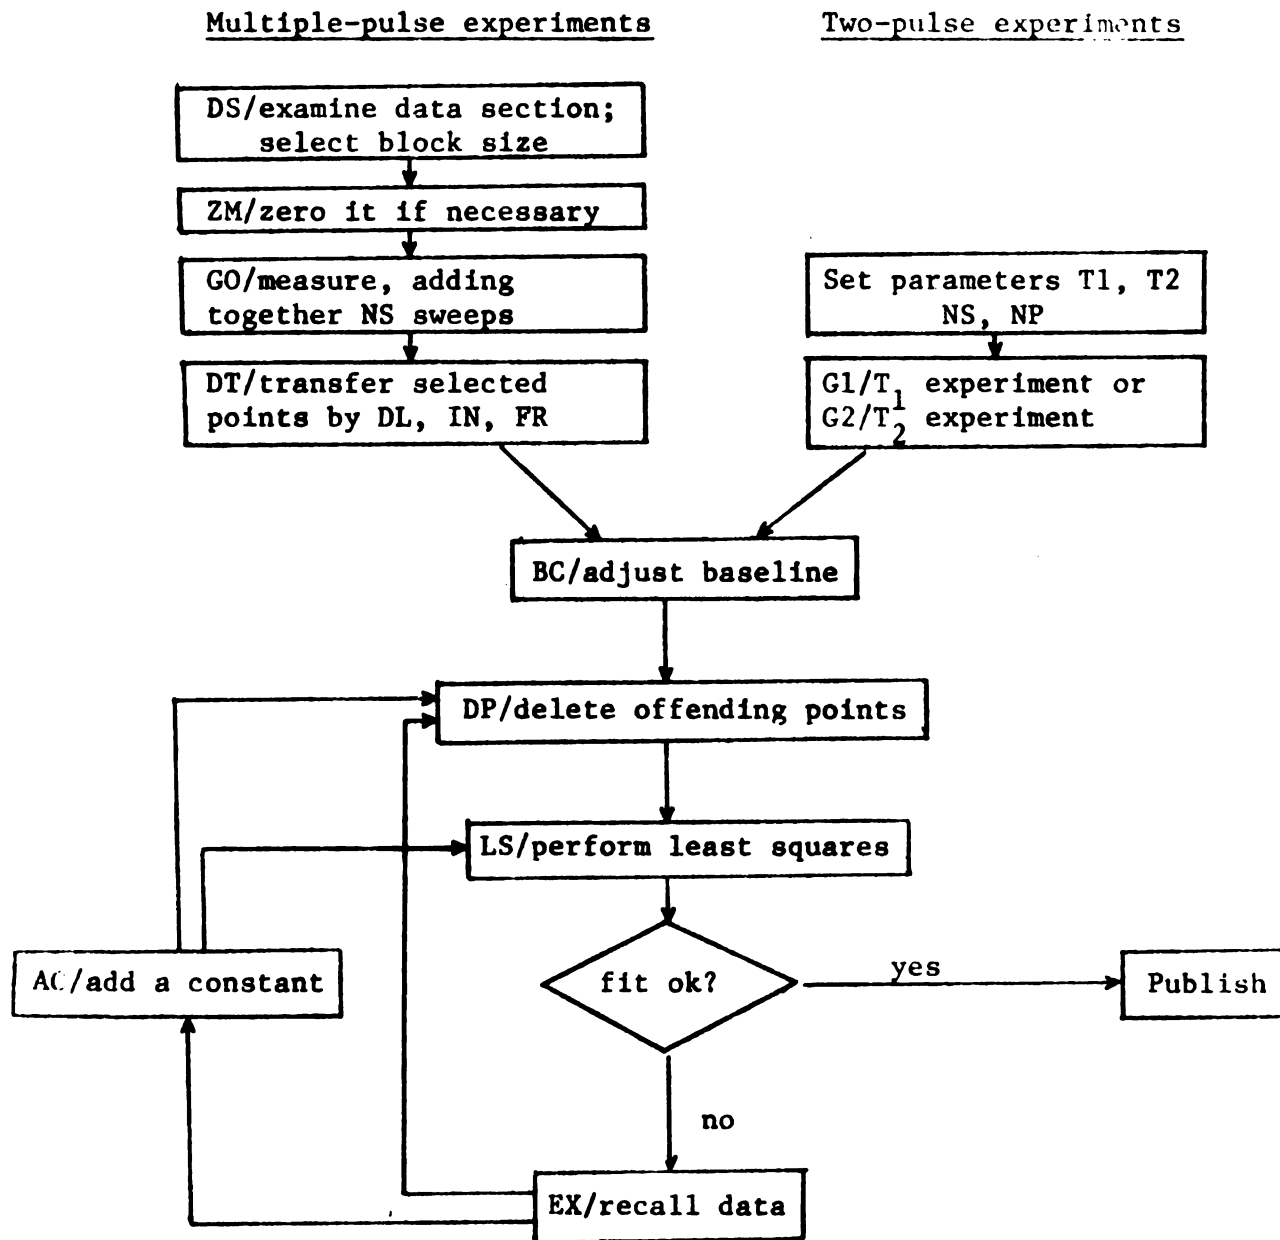 Multiple-pulse experiments
Two-pulse experiments
DS/examine data section;
select block size
ZM/zero it if necessary
GO/measure, adding
together NS sweeps
DT/transfer selected
points by DL, IN, FR
Set parameters T1, T2
NS, NP
G1/T₁ experiment or
G2/T₂ experiment
BC/adjust baseline
DP/delete offending points
LS/perform least squares
AC/add a constant
fit ok?
yes
Publish
no
EX/recall data